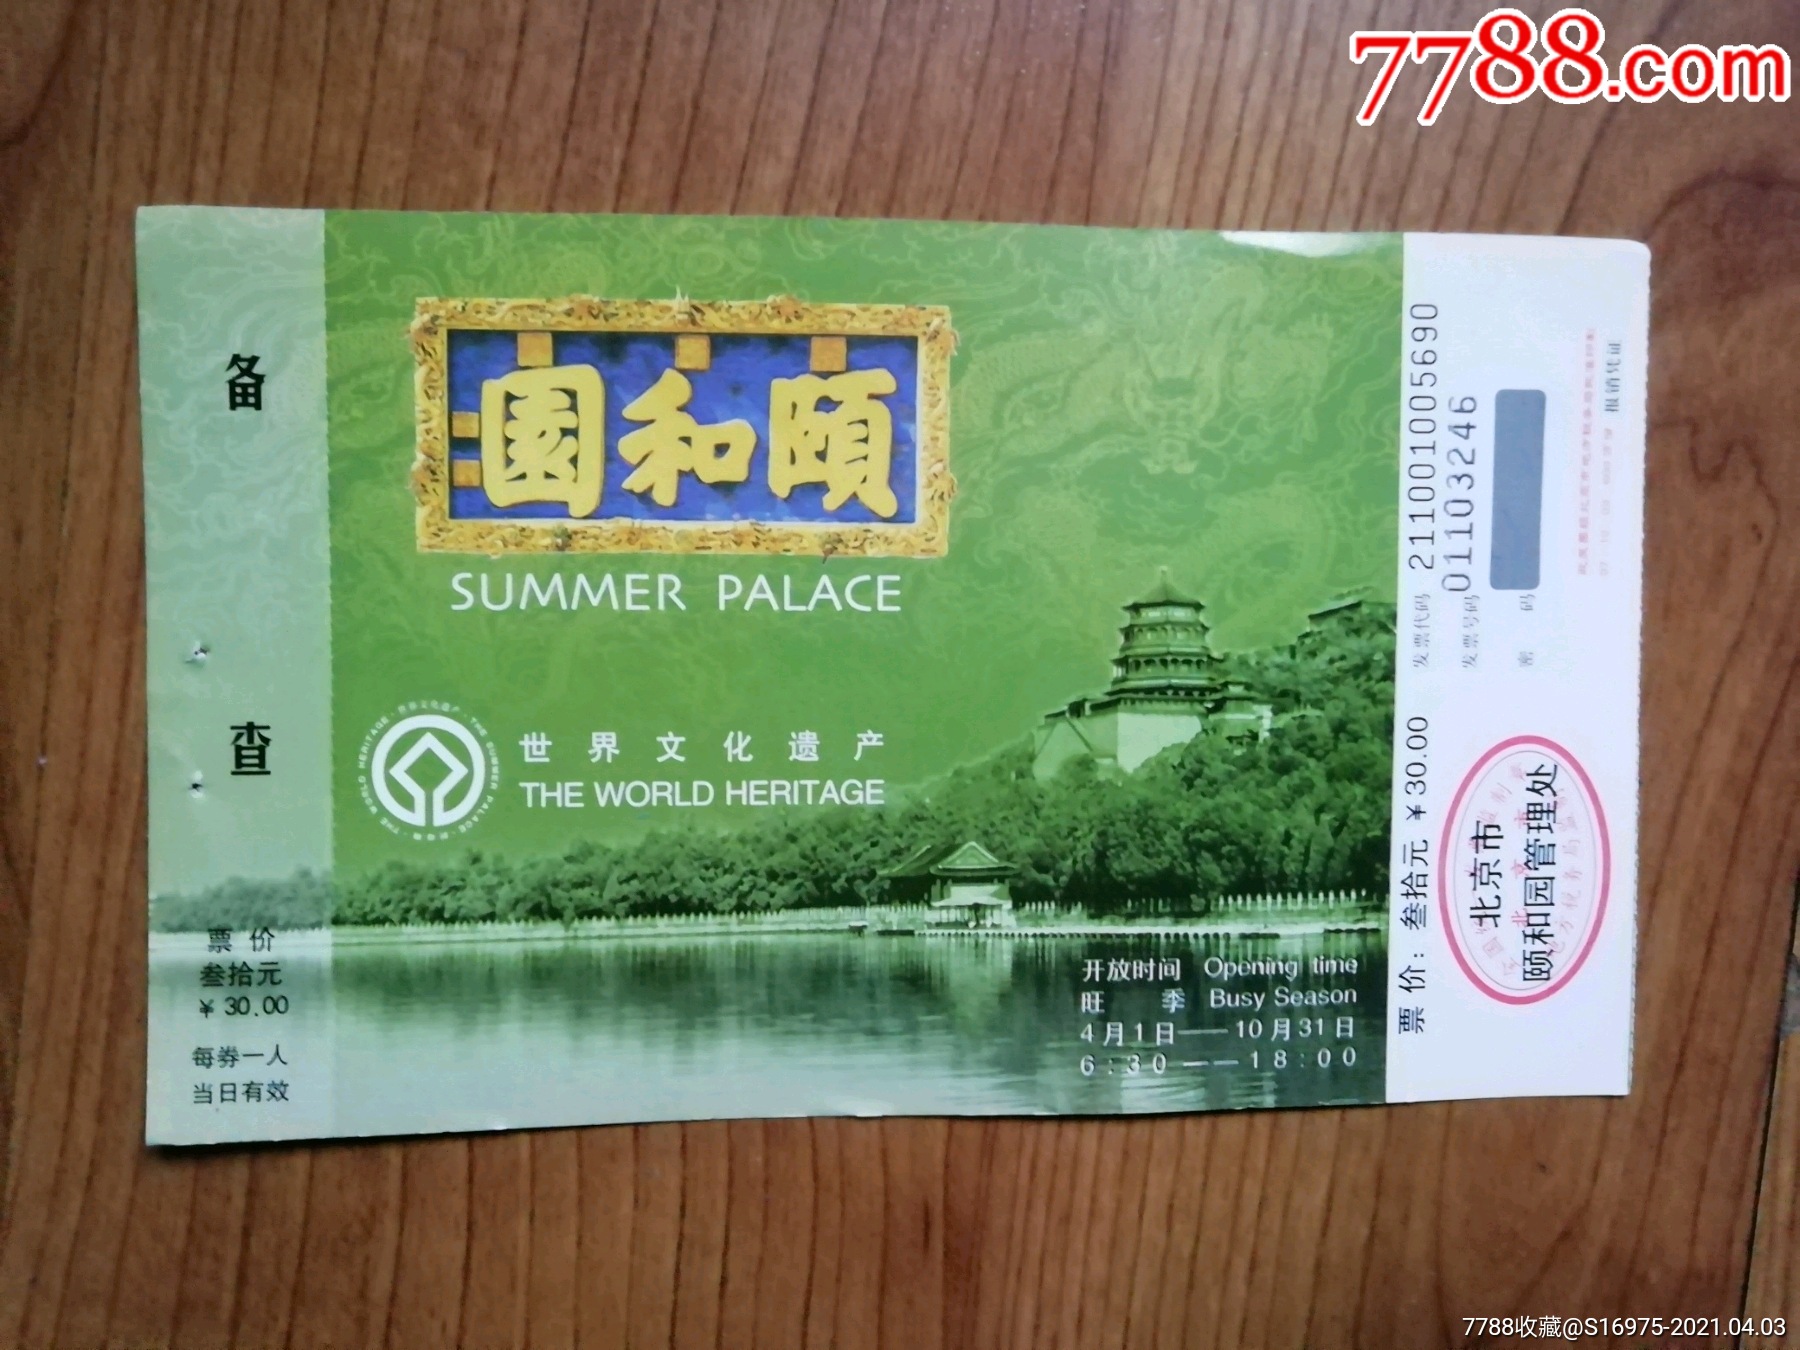 7788.com
备
查
票 价
叁拾元
¥ 30.00
每券一人
当日有效
園和頤
SUMMER PALACE
世界文化遗产
THE WORLD HERITAGE
开放时间 Opening time
旺 季 Busy Season
4月1日——10月31日
6:30——18:00
发票代码 211001005690
发票号码 01103246
密 码
报销凭证
票 价: 叁拾元 ¥30.00
北京市
颐和园管理处
7788收藏@S16975-2021.04.03